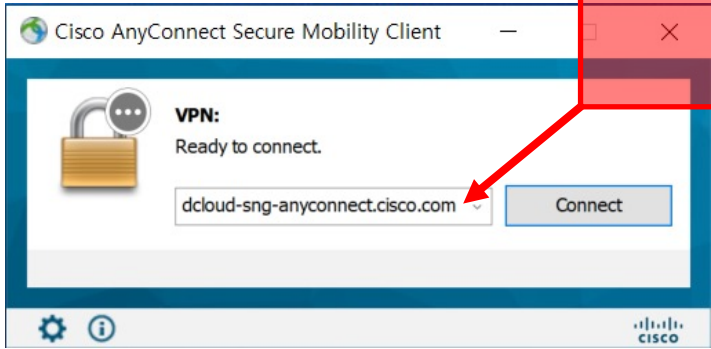 Cisco AnyConnect Secure Mobility Client
VPN:
Ready to connect.
dcloud-sng-anyconnect.cisco.com
Connect
CISCO